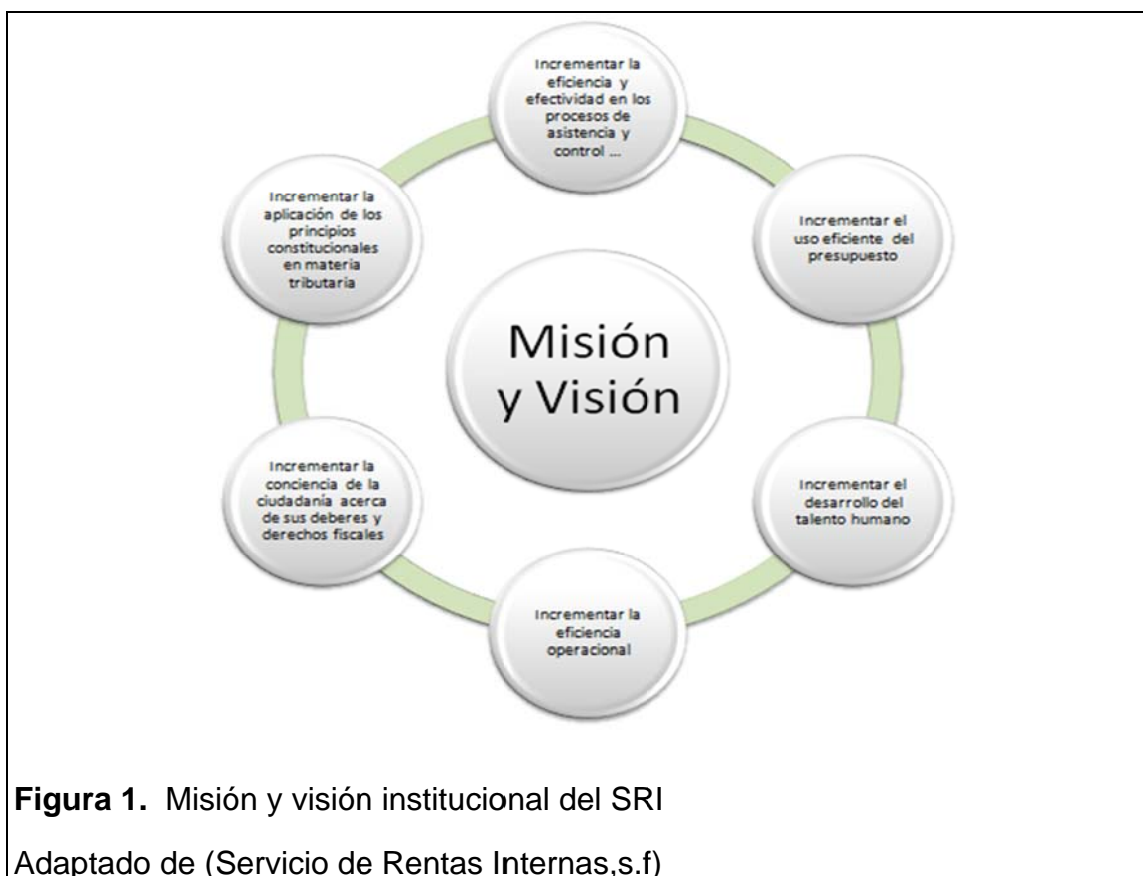 Incrementar la
eficiencia y
efectividad en los
procesos de
asistencia y
control ...
Incrementar el
uso eficiente del
presupuesto
Incrementar el
desarrollo del
talento humano
Incrementar la
eficiencia
operacional
Incrementar la
conciencia de la
ciudadanía acerca
de sus deberes y
derechos fiscales
Incrementar la
aplicación de los
principios
constitucionales
en materia
tributaria
Misión
y Visión
Figura 1. Misión y visión institucional del SRI
Adaptado de (Servicio de Rentas Internas,s.f)